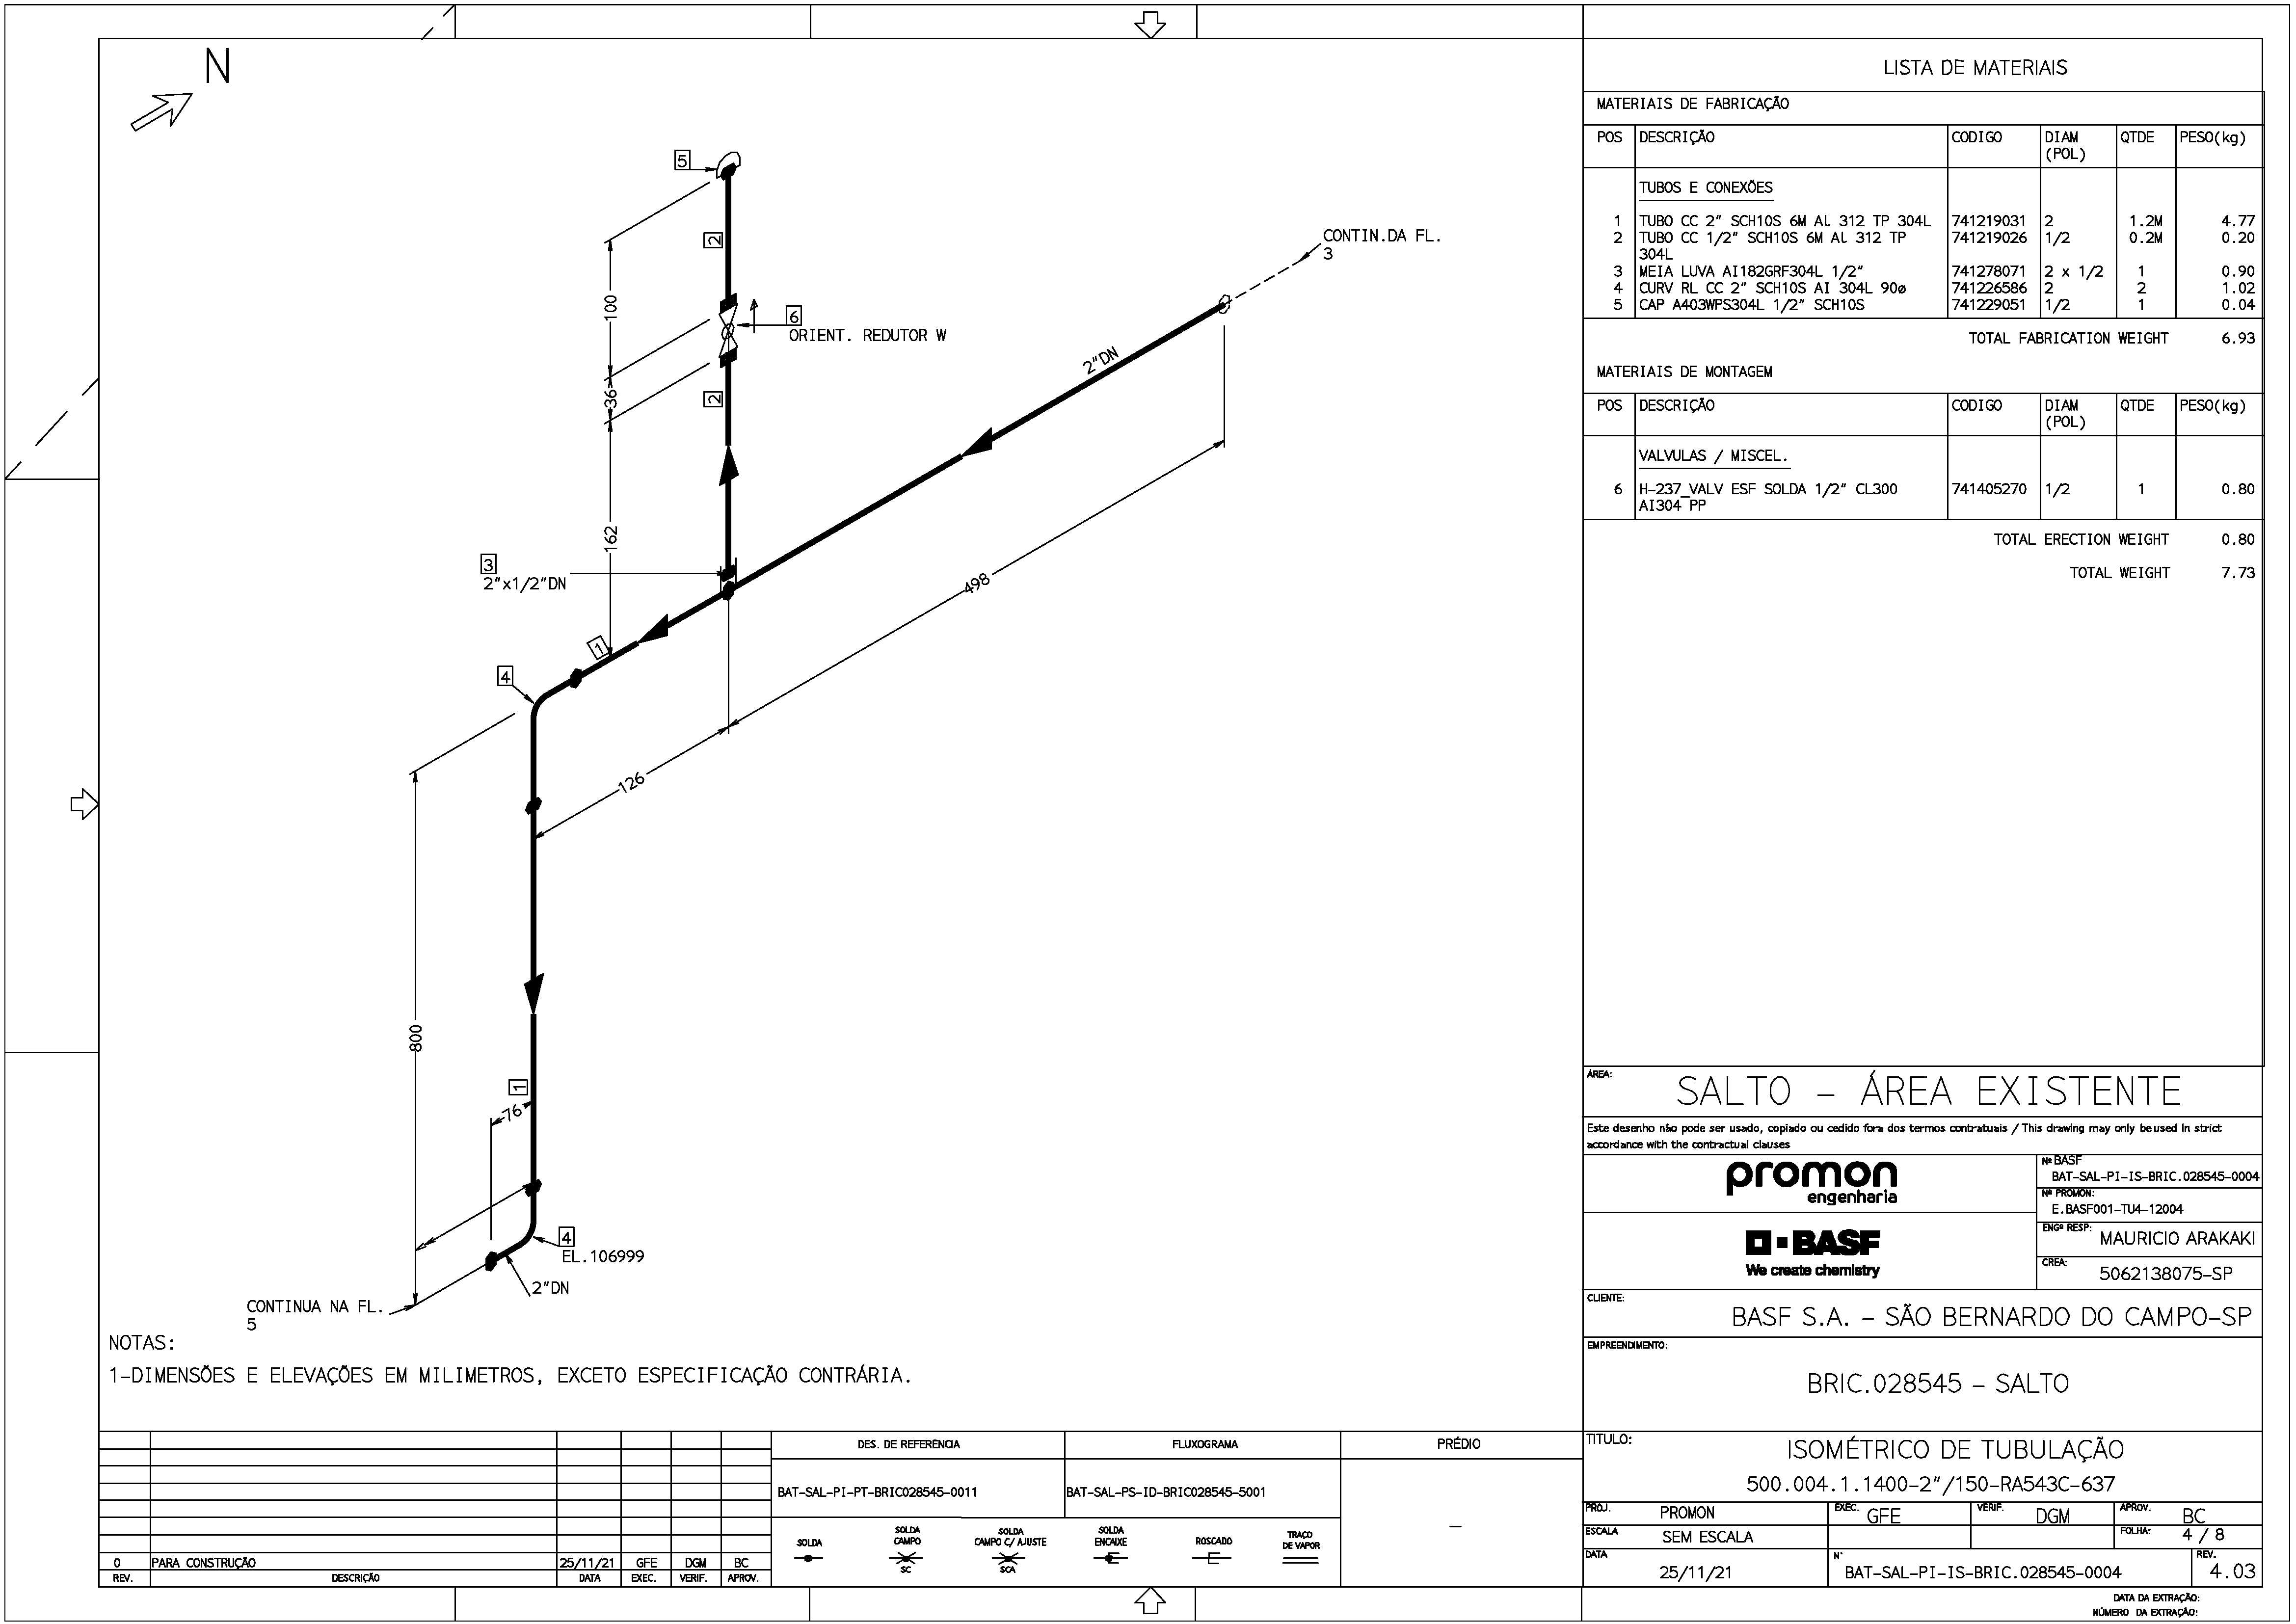 N
5
2
CONTIN.DA FL.
3
100
6
ORIENT. REDUTOR W
2"DN
36
2
162
3
2"x1/2"DN
498
1
4
126
800
1
76
4
EL.106999
2"DN
CONTINUA NA FL.
5
NOTAS:
1-DIMENSÕES E ELEVAÇÕES EM MILIMETROS, EXCETO ESPECIFICAÇÃO CONTRÁRIA.
LISTA DE MATERIAIS
MATERIAIS DE FABRICAÇÃO
POS DESCRIÇÃO CODIGO DIAM QTDE PESO(kg)
(POL)
TUBOS E CONEXÕES
1 TUBO CC 2" SCH10S 6M Al 312 TP 304L 741219031 2 1.2M 4.77
2 TUBO CC 1/2" SCH10S 6M Al 312 TP 741219026 1/2 0.2M 0.20
304L
3 MEIA LUVA AI182GRF304L 1/2" 741278071 2 x 1/2 1 0.90
4 CURV RL CC 2" SCH10S AI 304L 90ø 741226586 2 2 1.02
5 CAP A403WPS304L 1/2" SCH10S 741229051 1/2 1 0.04
TOTAL FABRICATION WEIGHT 6.93
MATERIAIS DE MONTAGEM
POS DESCRIÇÃO CODIGO DIAM QTDE PESO(kg)
(POL)
VALVULAS / MISCEL.
6 H-237_VALV ESF SOLDA 1/2" CL300 741405270 1/2 1 0.80
AI304 PP
TOTAL ERECTION WEIGHT 0.80
TOTAL WEIGHT 7.73
ÁREA:
SALTO - ÁREA EXISTENTE
Este desenho não pode ser usado, copiado ou cedido fora dos termos contratuais / This drawing may only be used in strict
accordance with the contractual clauses
promon
engenharia
Nº BASF
BAT-SAL-PI-IS-BRIC.028545-0004
Nº PROMON:
E.BASF001-TU4-12004
BASF
We create chemistry
ENGº RESP:
MAURICIO ARAKAKI
CREA:
5062138075-SP
CLIENTE:
BASF S.A. - SÃO BERNARDO DO CAMPO-SP
EMPREENDIMENTO:
BRIC.028545 - SALTO
TITULO:
ISOMÉTRICO DE TUBULAÇÃO
500.004.1.1400-2"/150-RA543C-637
PROJ. PROMON EXEC. GFE VERIF. DGM APROV. BC
ESCALA SEM ESCALA FOLHA: 4 / 8
DATA 25/11/21 N° BAT-SAL-PI-IS-BRIC.028545-0004 REV. 4.03
DATA DA EXTRAÇÃO:
NÚMERO DA EXTRAÇÃO:
DES. DE REFERÊNCIA FLUXOGRAMA PRÉDIO
BAT-SAL-PI-PT-BRIC028545-0011 BAT-SAL-PS-ID-BRIC028545-5001 -
SOLDA
SOLDA
CAMPO
SC
SOLDA
CAMPO C/ AJUSTE
SCA
SOLDA
ENCAIXE
ROSCADO
TRAÇO
DE VAPOR
0 PARA CONSTRUÇÃO 25/11/21 GFE DGM BC
REV. DESCRIÇÃO DATA EXEC. VERIF. APROV.